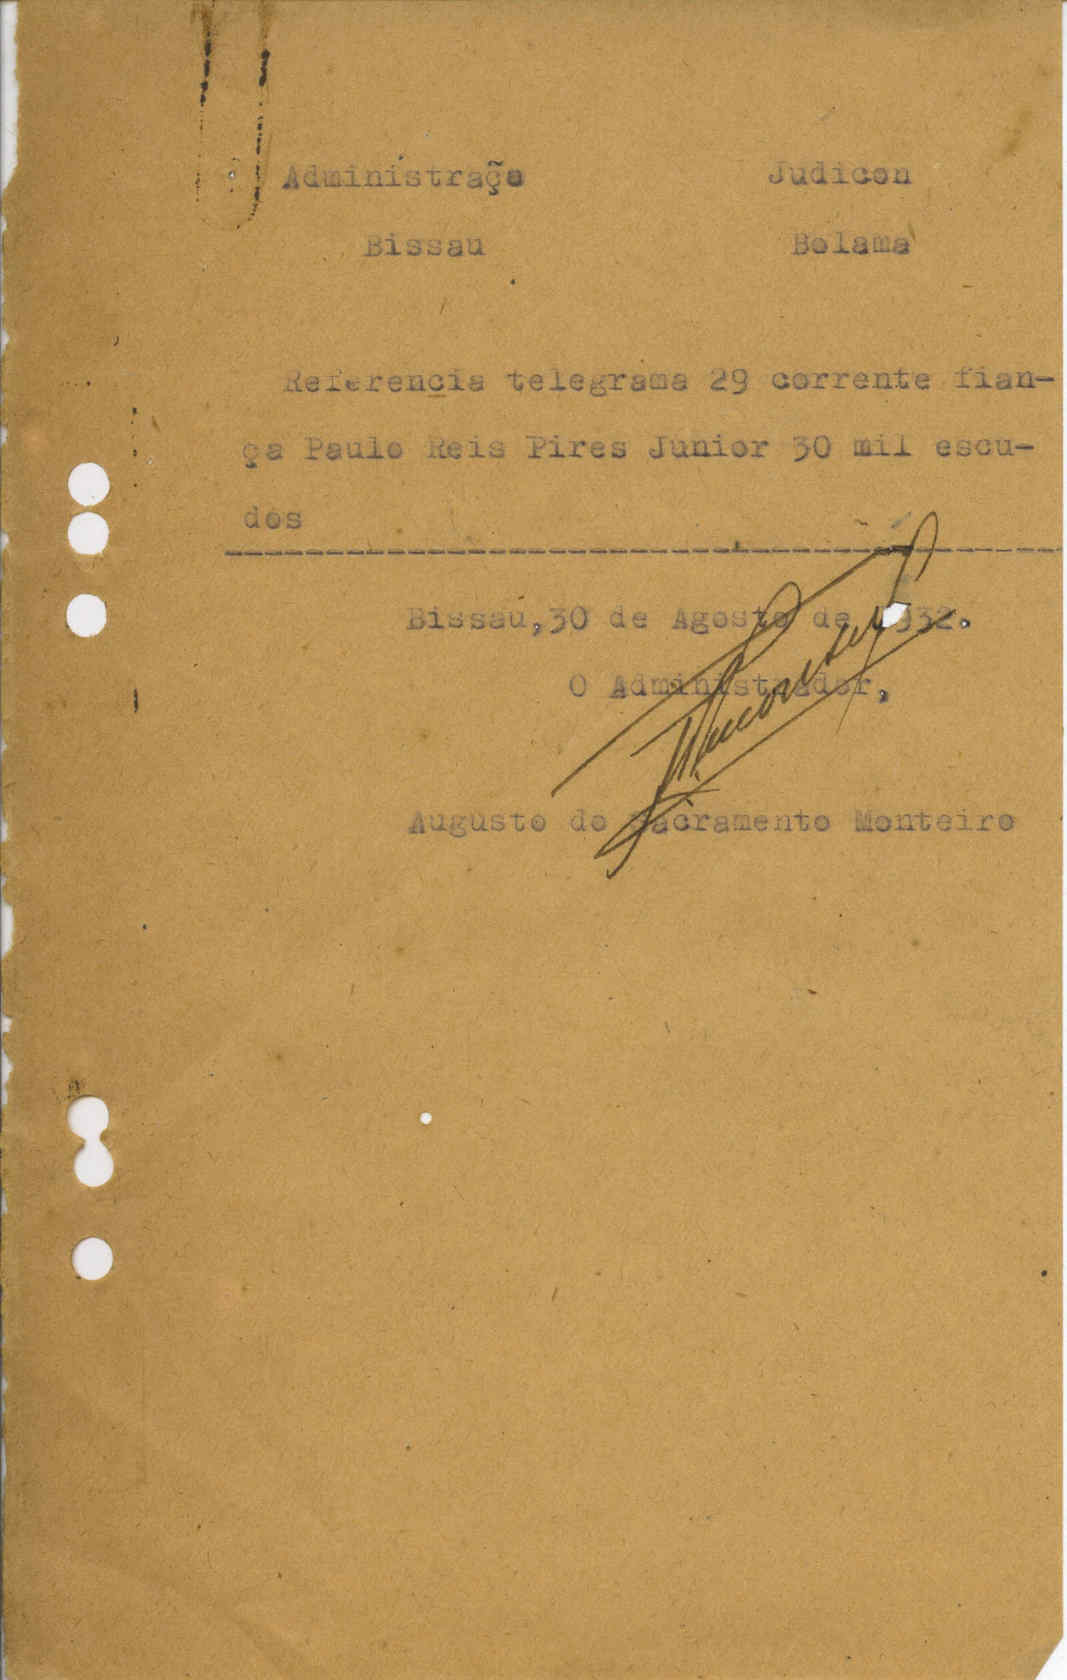 Administraçõ Judicon
Bissau Bolama
Referencia telegrama 29 corrente fian-
ça Paulo Reis Pires Junior 30 mil escu-
dos
Bissau,30 de Agosto de 1932.
O Administrador,
Augusto do Sacramento Monteiro